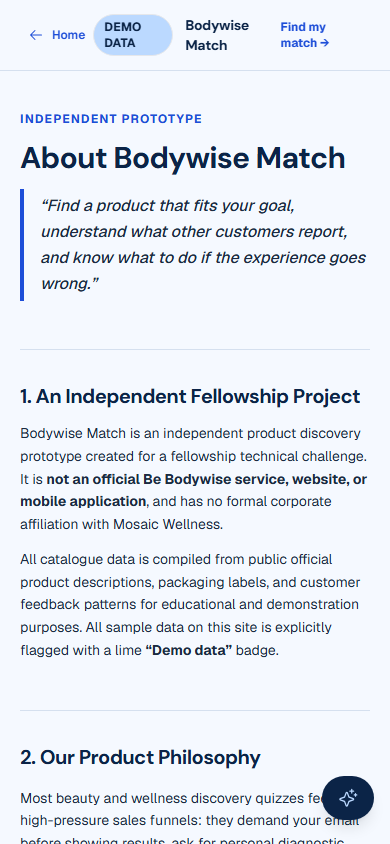 Home
DEMO
DATA
Bodywise
Match
Find my
match →
INDEPENDENT PROTOTYPE
About Bodywise Match
“Find a product that fits your goal,
understand what other customers report,
and know what to do if the experience goes
wrong.”
1. An Independent Fellowship Project
Bodywise Match is an independent product discovery
prototype created for a fellowship technical challenge.
It is not an official Be Bodywise service, website, or
mobile application, and has no formal corporate
affiliation with Mosaic Wellness.
All catalogue data is compiled from public official
product descriptions, packaging labels, and customer
feedback patterns for educational and demonstration
purposes. All sample data on this site is explicitly
flagged with a lime “Demo data” badge.
2. Our Product Philosophy
Most beauty and wellness discovery quizzes
high-pressure sales funnels: they demand your email
before showing results, ask for personal diagnostic